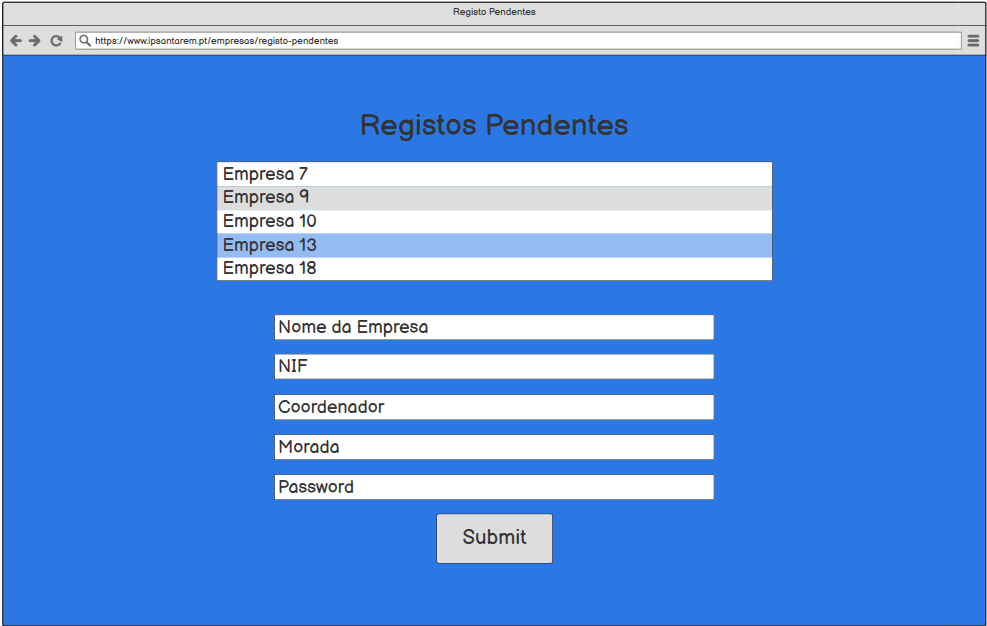 Registo Pendentes
https://www.ipsantarem.pt/empresas/registo-pendentes
Registos Pendentes
Empresa 7
Empresa 9
Empresa 10
Empresa 13
Empresa 18
Nome da Empresa
NIF
Coordenador
Morada
Password
Submit